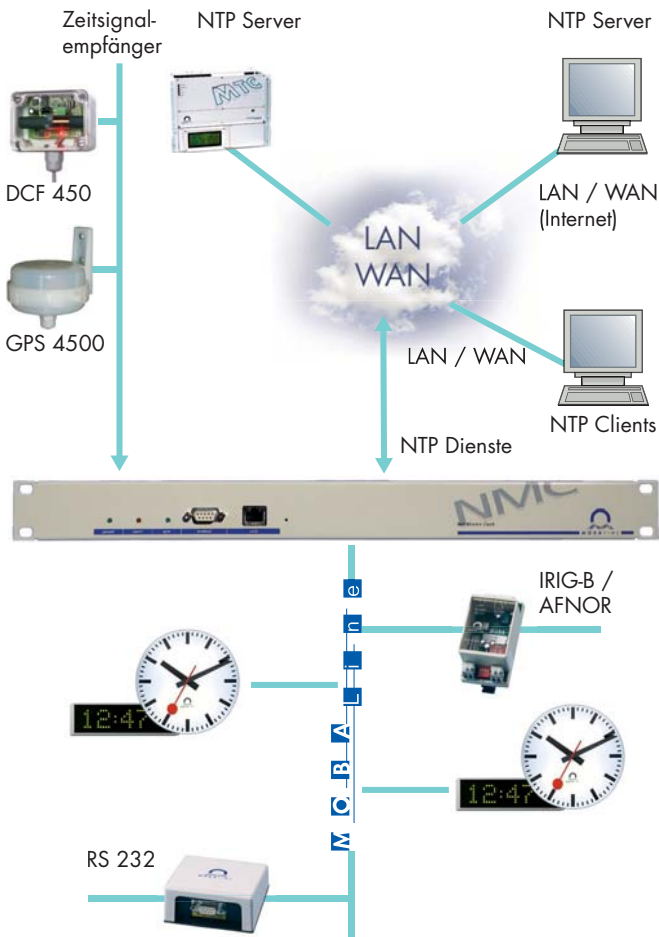 Zeitsignal-
empfänger
NTP Server
NTP Server
MTC
DCF 450
LAN / WAN
(Internet)
LAN
WAN
GPS 4500
LAN / WAN
NTP Clients
NTP Dienste
NMC
MOBALine
IRIG-B /
AFNOR
12:47
12:47
RS 232